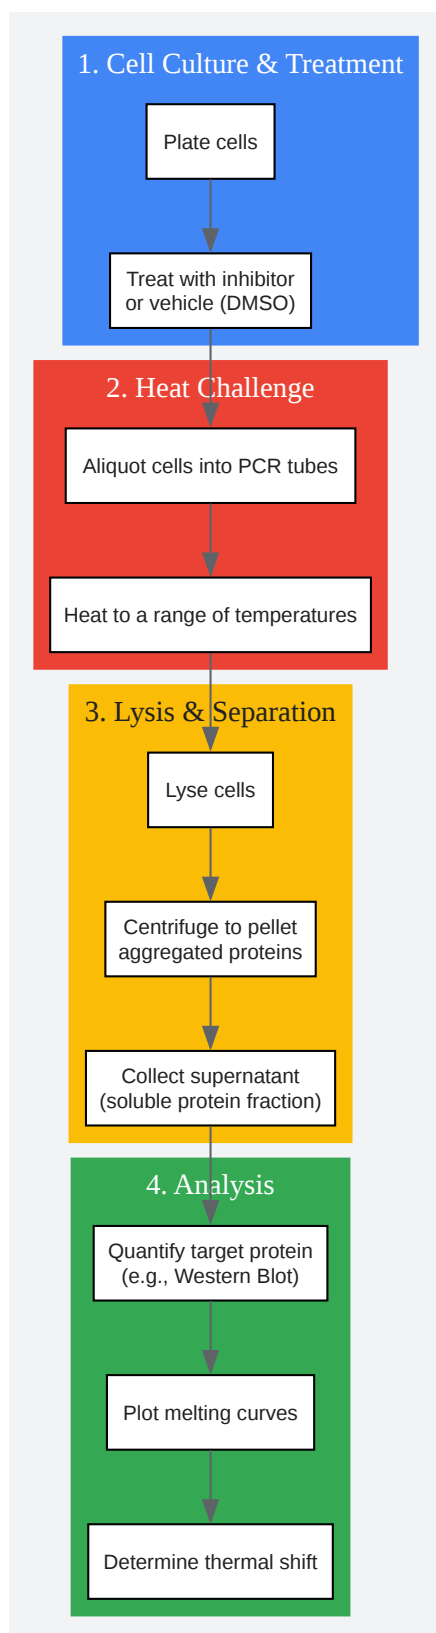 1. Cell Culture & Treatment
Plate cells
Treat with inhibitor
or vehicle (DMSO)
2. Heat Challenge
Aliquot cells into PCR tubes
Heat to a range of temperatures
3. Lysis & Separation
Lyse cells
Centrifuge to pellet
aggregated proteins
Collect supernatant
(soluble protein fraction)
4. Analysis
Quantify target protein
(e.g., Western Blot)
Plot melting curves
Determine thermal shift